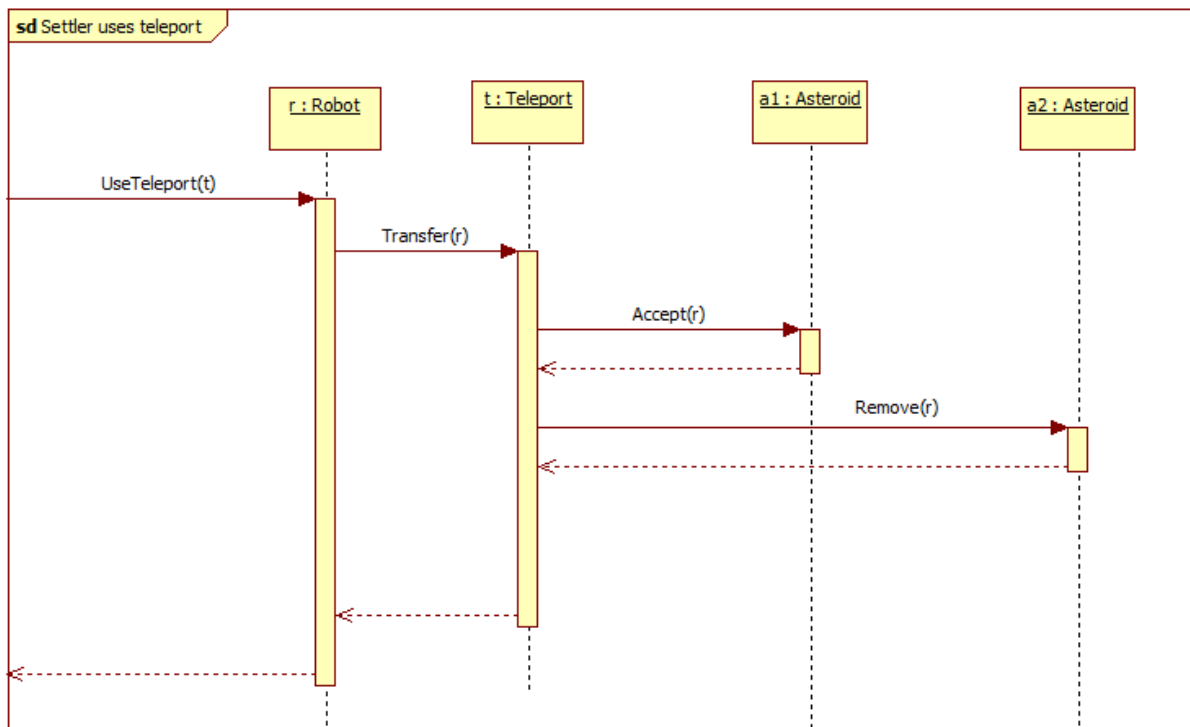 sd Settler uses teleport
r : Robot
t : Teleport
a1 : Asteroid
a2 : Asteroid
UseTeleport(t)
Transfer(r)
Accept(r)
Remove(r)